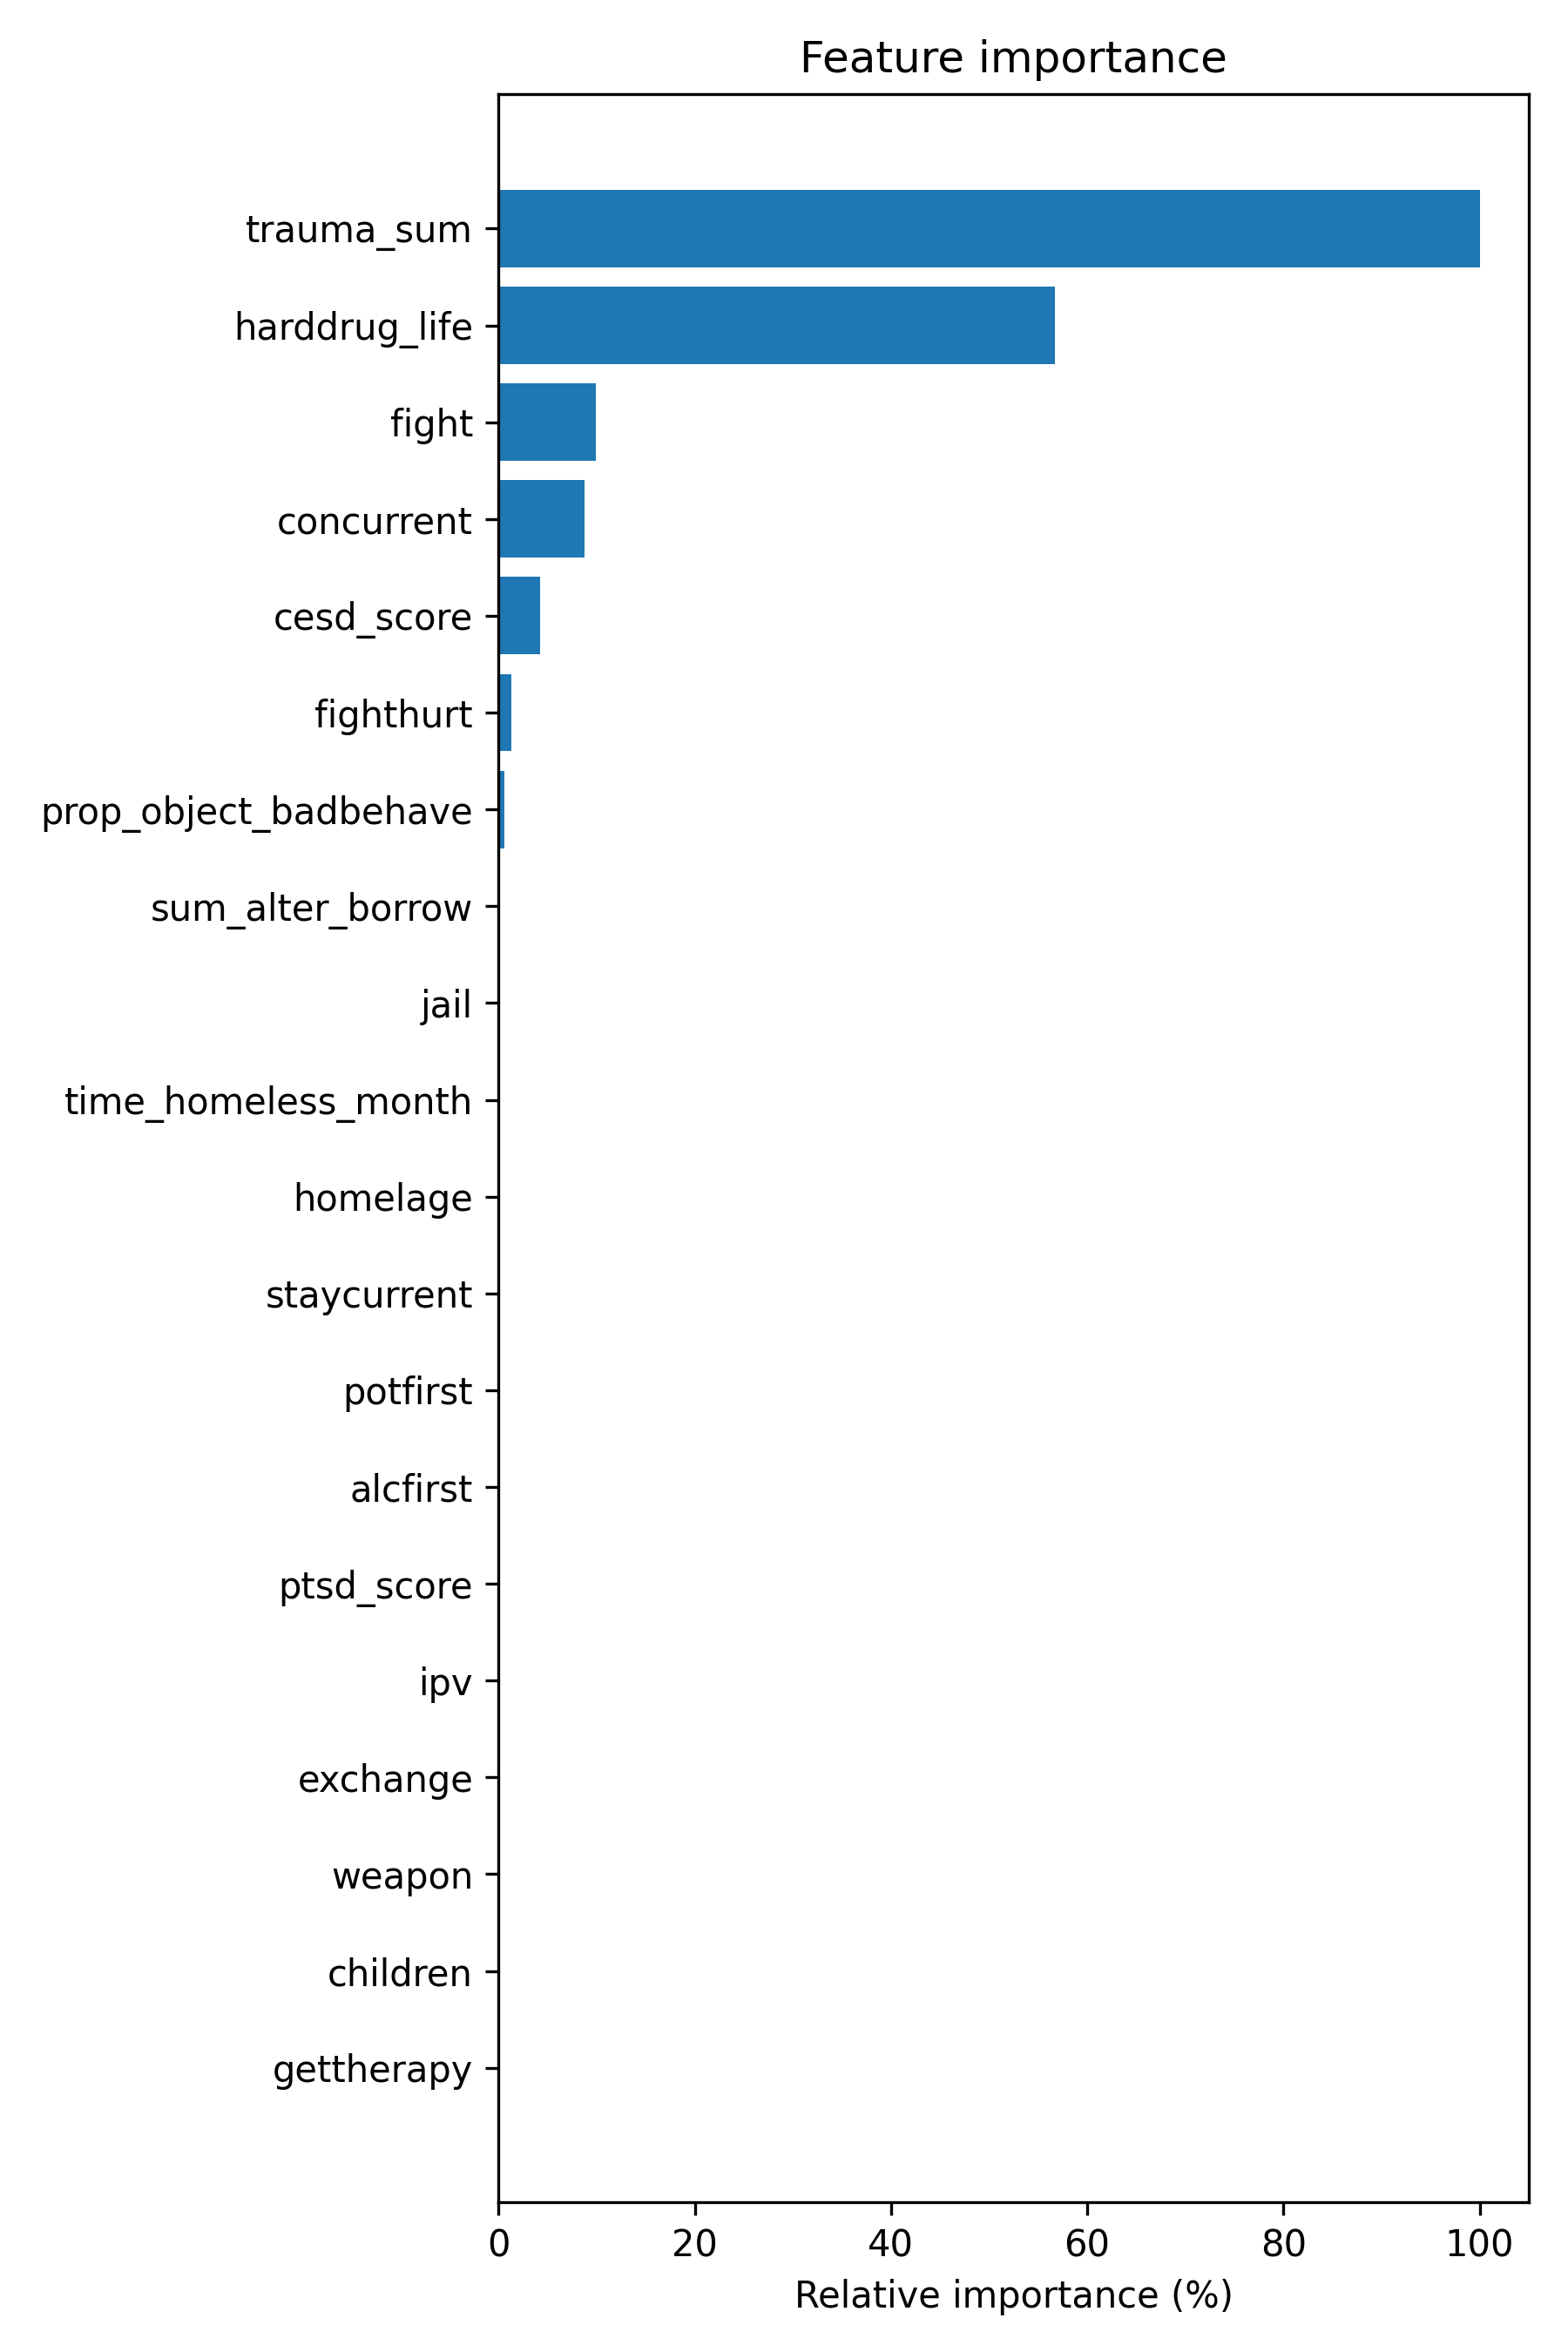 Feature importance
trauma_sum
harddrug_life
fight
concurrent
cesd_score
fighthurt
prop_object_badbehave
sum_alter_borrow
jail
time_homeless_month
homelage
staycurrent
potfirst
alcfirst
ptsd_score
ipv
exchange
weapon
children
gettherapy
0 20 40 60 80 100
Relative importance (%)